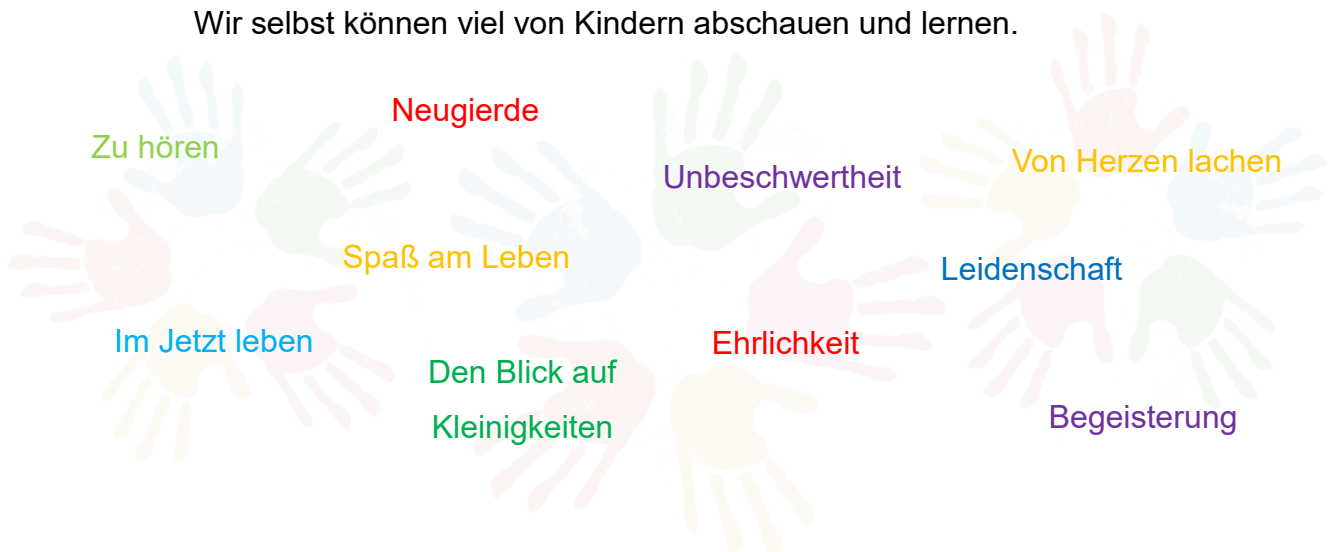 Wir selbst können viel von Kindern abschauen und lernen.
Neugierde
Zu hören
Unbeschwertheit
Von Herzen lachen
Spaß am Leben
Leidenschaft
Im Jetzt leben
Ehrlichkeit
Den Blick auf
Kleinigkeiten
Begeisterung